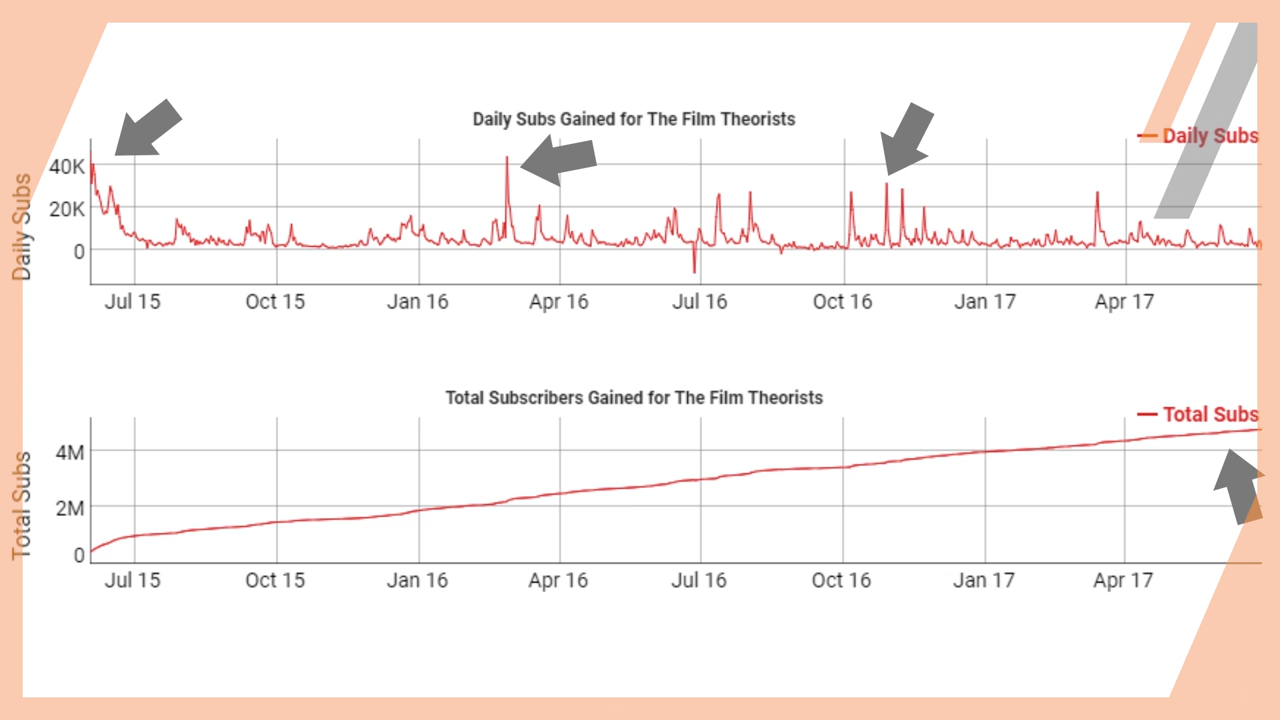 Daily Subs Gained for The Film Theorists
Daily Subs
Daily Subs
40K
20K
0
Jul 15 Oct 15 Jan 16 Apr 16 Jul 16 Oct 16 Jan 17 Apr 17
Total Subscribers Gained for The Film Theorists
Total Subs
Total Subs
4M
2M
0
Jul 15 Oct 15 Jan 16 Apr 16 Jul 16 Oct 16 Jan 17 Apr 17